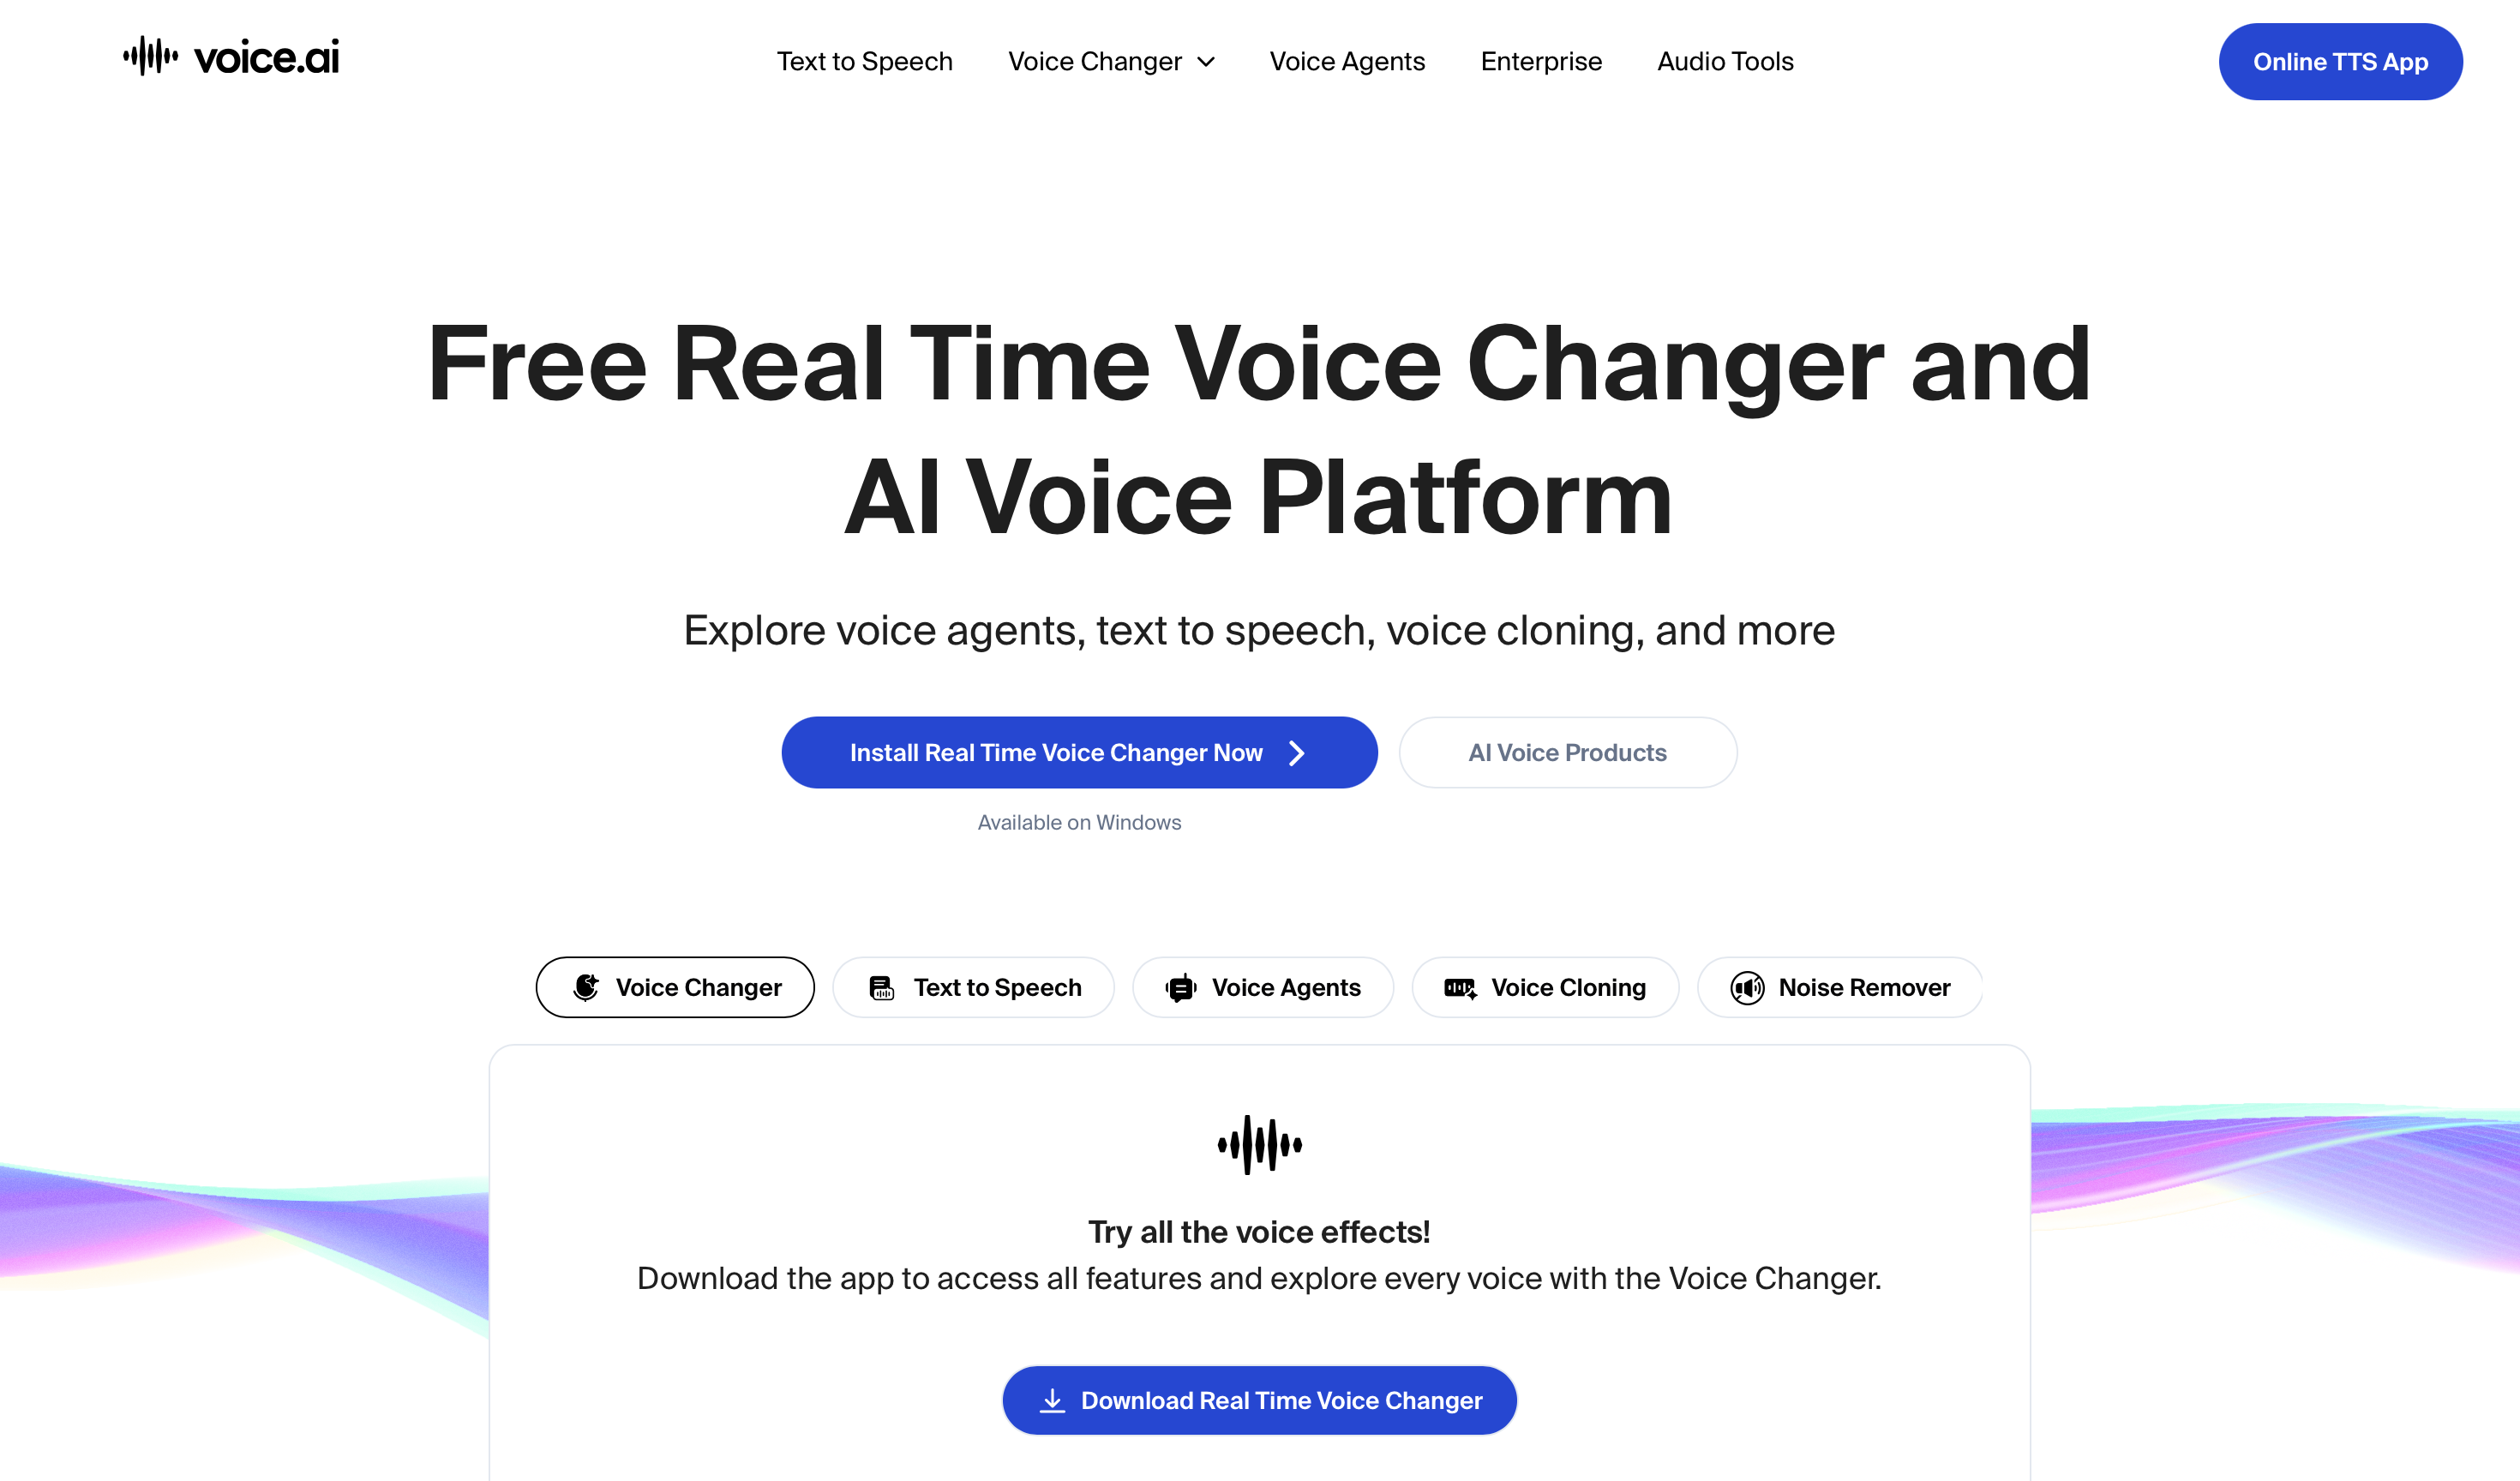 voice.ai
Text to Speech
Voice Changer
Voice Agents
Enterprise
Audio Tools
Online TTS App
Free Real Time Voice Changer and
AI Voice Platform
Explore voice agents, text to speech, voice cloning, and more
Install Real Time Voice Changer Now
AI Voice Products
Available on Windows
Voice Changer
Text to Speech
Voice Agents
Voice Cloning
Noise Remover
Try all the voice effects!
Download the app to access all features and explore every voice with the Voice Changer.
Download Real Time Voice Changer